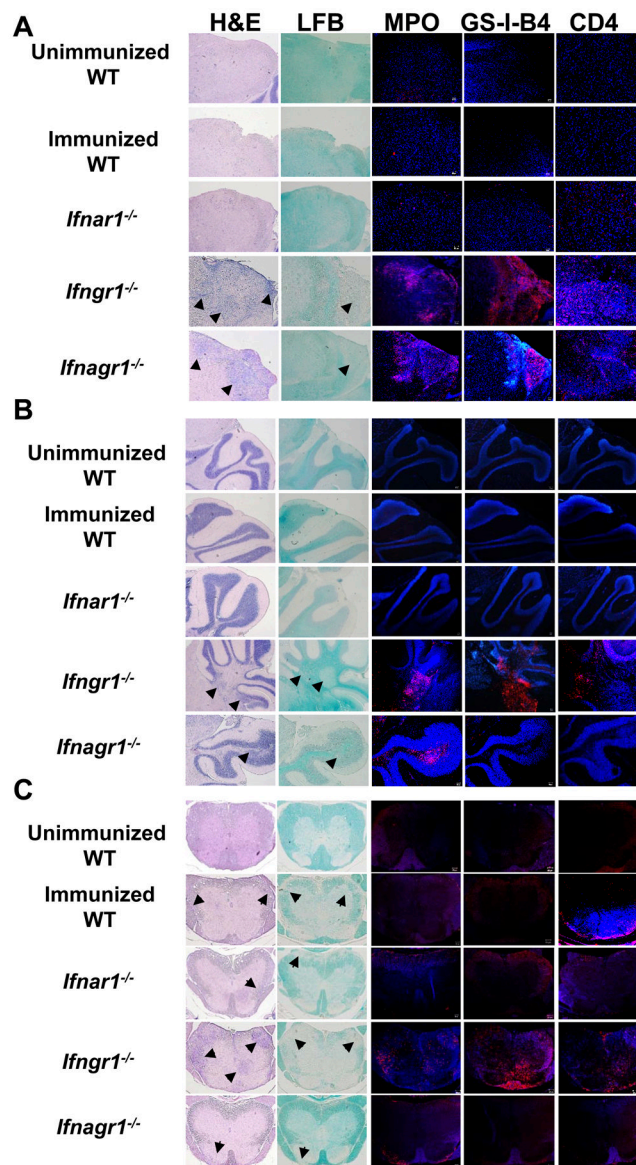 A
H&E LFB MPO GS-I-B4 CD4
Unimmunized
WT
Immunized
WT
Ifnar1-/-
Ifngr1-/-
Ifnagr1-/-
B
Unimmunized
WT
Immunized
WT
Ifnar1-/-
Ifngr1-/-
Ifnagr1-/-
C
Unimmunized
WT
Immunized
WT
Ifnar1-/-
Ifngr1-/-
Ifnagr1-/-